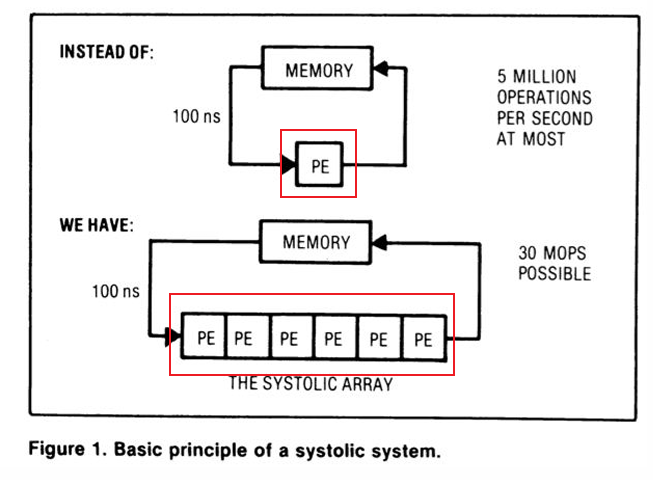 INSTEAD OF:
MEMORY
100 ns
PE
5 MILLION
OPERATIONS
PER SECOND
AT MOST
WE HAVE:
MEMORY
100 ns
30 MOPS
POSSIBLE
PE PE PE PE PE PE
THE SYSTOLIC ARRAY
Figure 1. Basic principle of a systolic system.